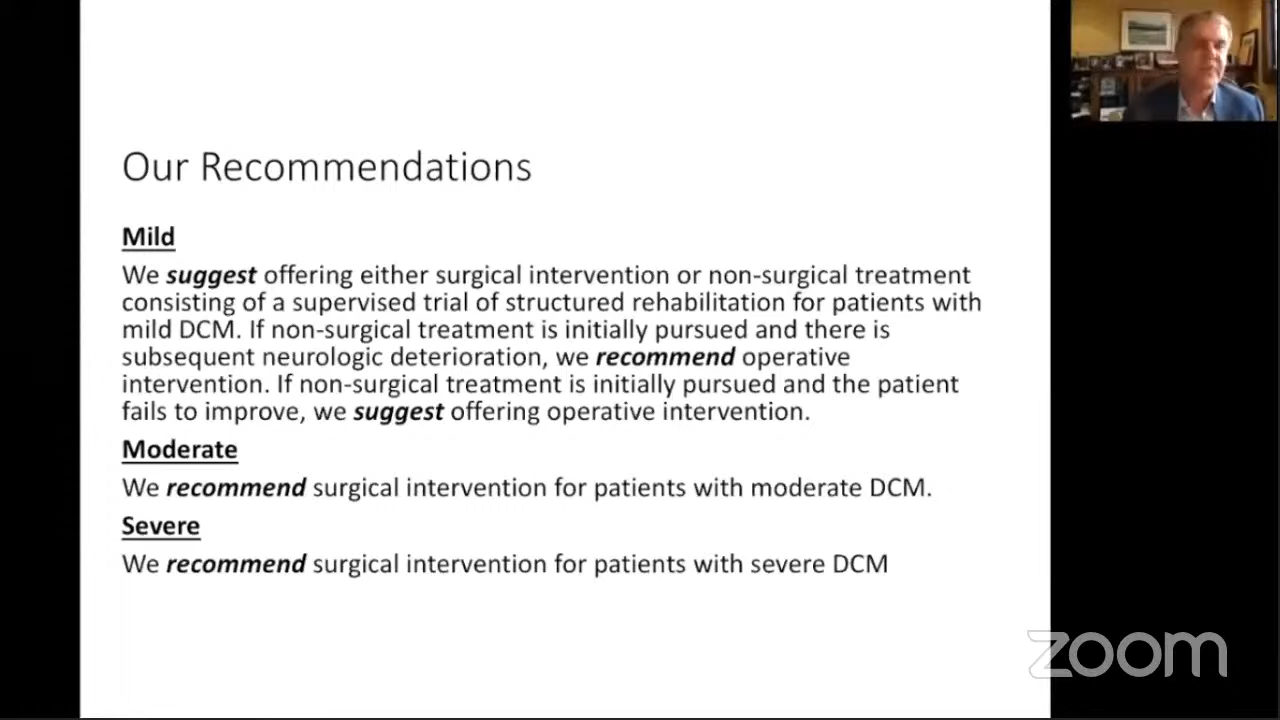 Our Recommendations
Mild
We suggest offering either surgical intervention or non-surgical treatment
consisting of a supervised trial of structured rehabilitation for patients with
mild DCM. If non-surgical treatment is initially pursued and there is
subsequent neurologic deterioration, we recommend operative
intervention. If non-surgical treatment is initially pursued and the patient
fails to improve, we suggest offering operative intervention.
Moderate
We recommend surgical intervention for patients with moderate DCM.
Severe
We recommend surgical intervention for patients with severe DCM
zoom